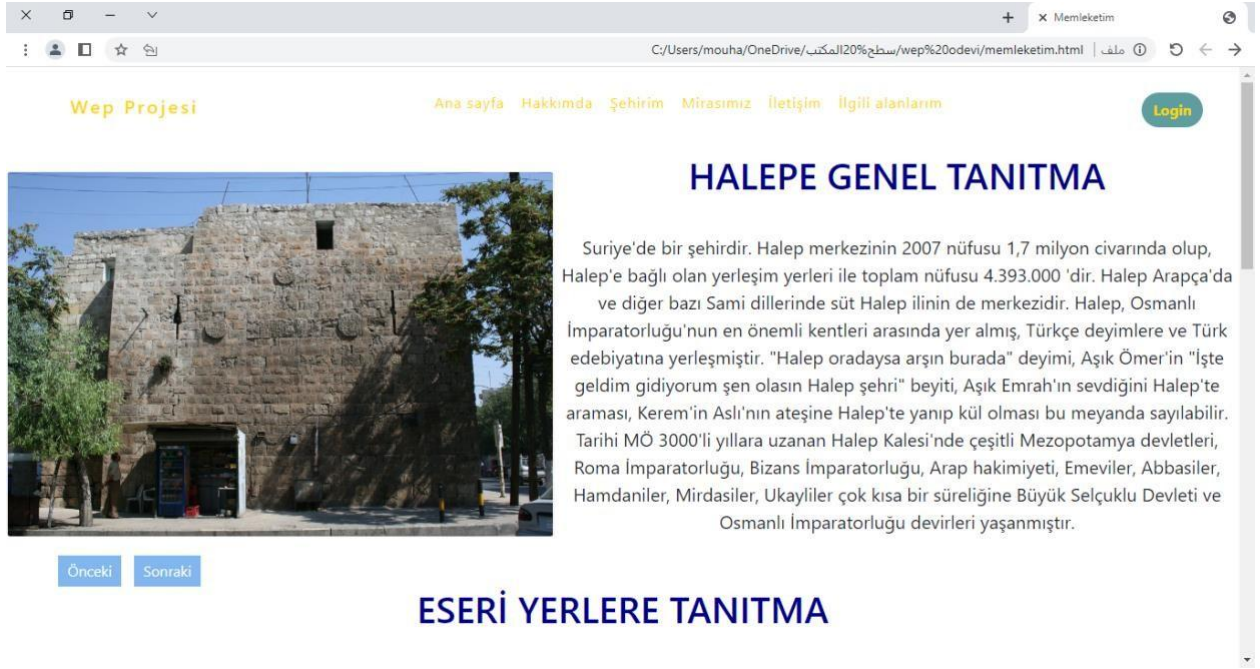 Memleketim
C:/Users/mouha/OneDrive/سطح%20المكتب/wep%20odevi/memleketim.html | ملف
Wep Projesi
Ana sayfa Hakkımda Şehirim Mirasımız İletişim İlgili alanlarım
Login
HALEPE GENEL TANITMA
Suriye'de bir şehirdir. Halep merkezinin 2007 nüfusu 1,7 milyon civarında olup,
Halep'e bağlı olan yerleşim yerleri ile toplam nüfusu 4.393.000 'dir. Halep Arapça'da
ve diğer bazı Sami dillerinde süt Halep ilinin de merkezidir. Halep, Osmanlı
İmparatorluğu'nun en önemli kentleri arasında yer almış, Türkçe deyimlere ve Türk
edebiyatına yerleşmiştir. "Halep oradaysa arşın burada" deyimi, Aşık Ömer'in "İşte
geldim gidiyorum şen olasın Halep şehri" beyiti, Aşık Emrah'ın sevdiğini Halep'te
araması, Kerem'in Aslı'nın ateşine Halep'te yanıp kül olması bu meyanda sayılabilir.
Tarihi MÖ 3000'li yıllara uzanan Halep Kalesi'nde çeşitli Mezopotamya devletleri,
Roma İmparatorluğu, Bizans İmparatorluğu, Arap hakimiyeti, Emeviler, Abbasiler,
Hamdaniler, Mirdasiler, Ukayliler çok kısa bir süreliğine Büyük Selçuklu Devleti ve
Osmanlı İmparatorluğu devirleri yaşanmıştır.
Önceki Sonraki
ESERİ YERLERE TANITMA